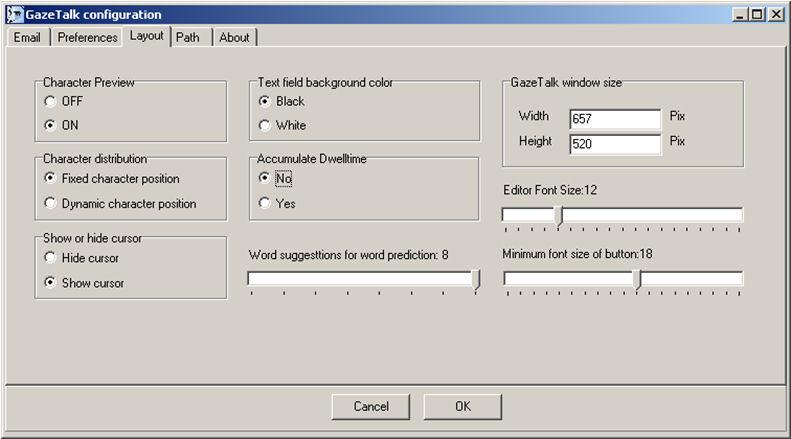 GazeTalk configuration
Email Preferences Layout Path About
Character Preview
OFF
ON
Character distribution
Fixed character position
Dynamic character position
Show or hide cursor
Hide cursor
Show cursor
Text field background color
Black
White
Accumulate Dwelltime
No
Yes
Word suggesttions for word prediction: 8
GazeTalk window size
Width 657 Pix
Height 520 Pix
Editor Font Size:12
Minimum font size of button:18
Cancel OK